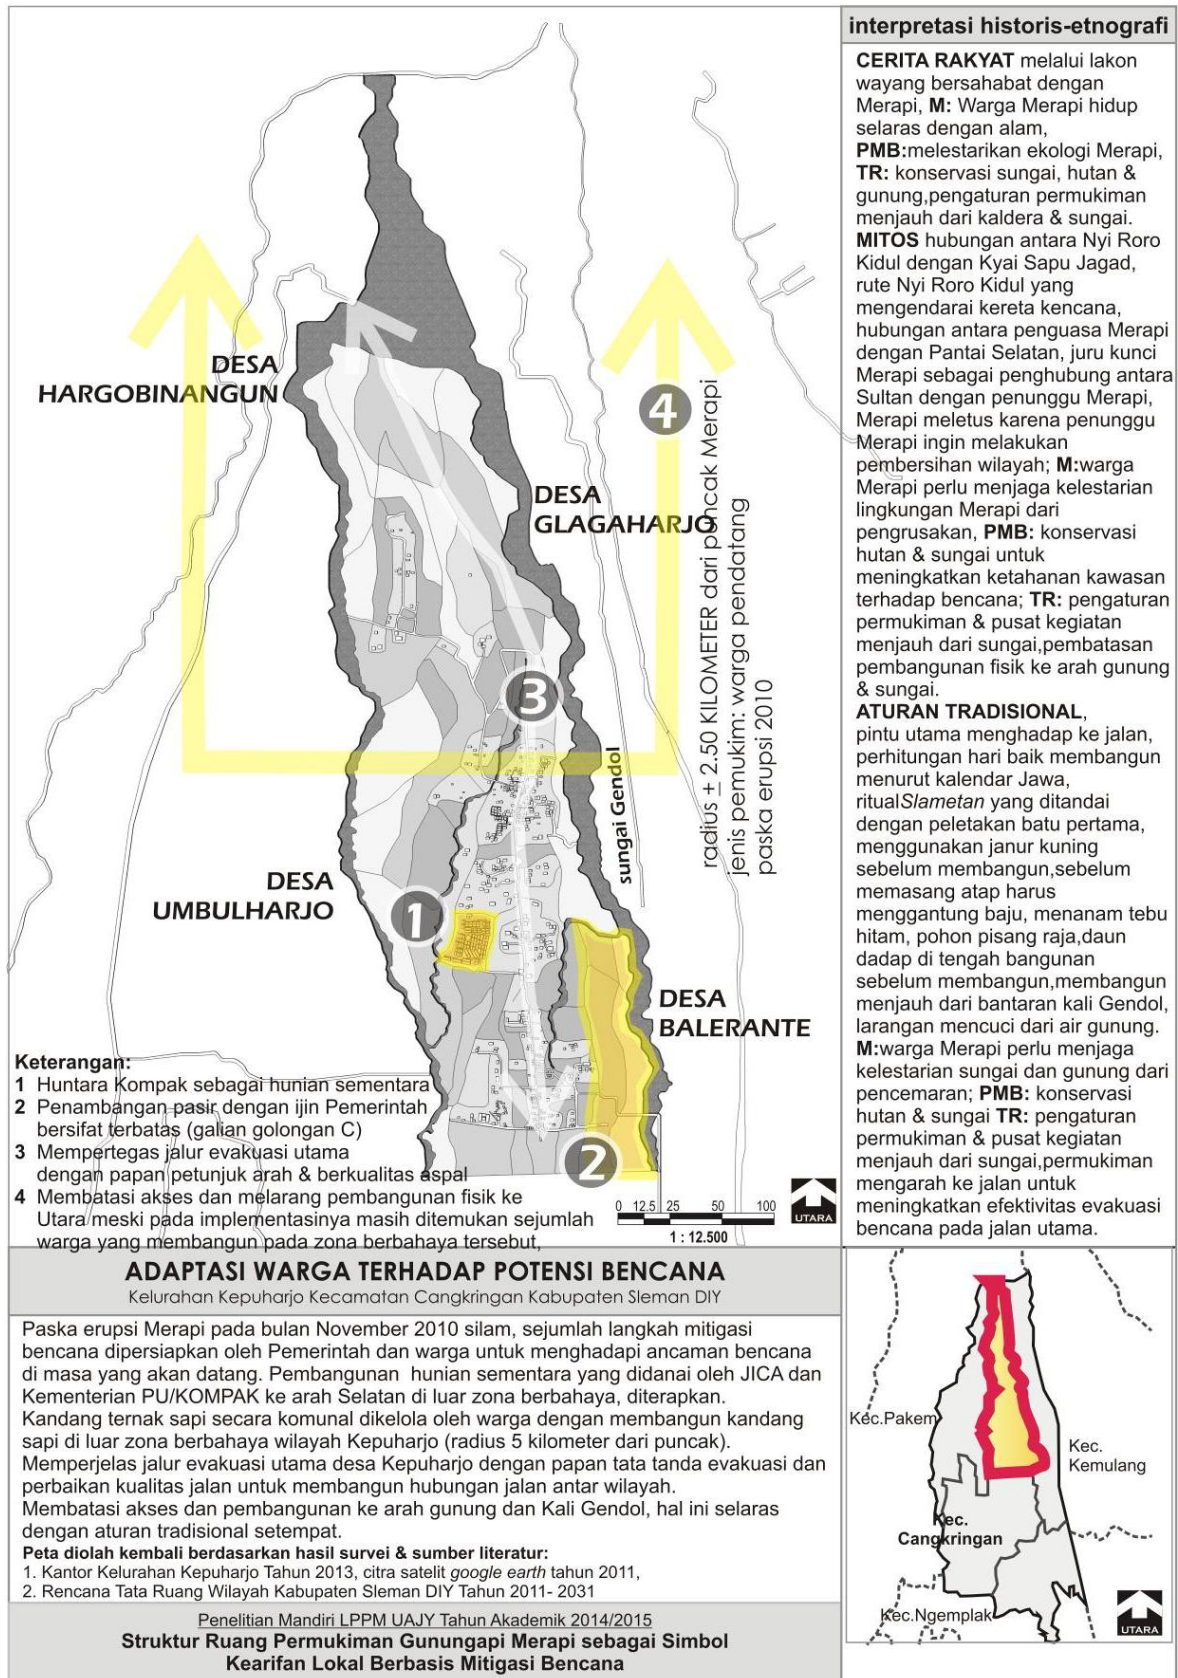 DESA
HARGOBINANGUN
DESA
GLAGAHARJO
4
radius ± 2.50 KILOMETER dari puncak Merapi
jenis pemukim: warga pendatang
paska erupsi 2010
3
sungai Gendol
DESA
UMBULHARJO
1
DESA
BALERANTE
2
Keterangan:
1 Huntara Kompak sebagai hunian sementara
2 Penambangan pasir dengan ijin Pemerintah
bersifat terbatas (galian golongan C)
3 Mempertegas jalur evakuasi utama
dengan papan petunjuk arah & berkualitas aspal
4 Membatasi akses dan melarang pembangunan fisik ke
Utara meski pada implementasinya masih ditemukan sejumlah
warga yang membangun pada zona berbahaya tersebut,
0 12.5 25 50 100
1 : 12.500
UTARA
interpretasi historis-etnografi
CERITA RAKYAT melalui lakon
wayang bersahabat dengan
Merapi, M: Warga Merapi hidup
selaras dengan alam,
PMB:melestarikan ekologi Merapi,
TR: konservasi sungai, hutan &
gunung,pengaturan permukiman
menjauh dari kaldera & sungai.
MITOS hubungan antara Nyi Roro
Kidul dengan Kyai Sapu Jagad,
rute Nyi Roro Kidul yang
mengendarai kereta kencana,
hubungan antara penguasa Merapi
dengan Pantai Selatan, juru kunci
Merapi sebagai penghubung antara
Sultan dengan penunggu Merapi,
Merapi meletus karena penunggu
Merapi ingin melakukan
pembersihan wilayah; M:warga
Merapi perlu menjaga kelestarian
lingkungan Merapi dari
pengrusakan, PMB: konservasi
hutan & sungai untuk
meningkatkan ketahanan kawasan
terhadap bencana; TR: pengaturan
permukiman & pusat kegiatan
menjauh dari sungai,pembatasan
pembangunan fisik ke arah gunung
& sungai.
ATURAN TRADISIONAL,
pintu utama menghadap ke jalan,
perhitungan hari baik membangun
menurut kalendar Jawa,
ritualSlametan yang ditandai
dengan peletakan batu pertama,
menggunakan janur kuning
sebelum membangun,sebelum
memasang atap harus
menggantung baju, menanam tebu
hitam, pohon pisang raja,daun
dadap di tengah bangunan
sebelum membangun,membangun
menjauh dari bantaran kali Gendol,
larangan mencuci dari air gunung.
M:warga Merapi perlu menjaga
kelestarian sungai dan gunung dari
pencemaran; PMB: konservasi
hutan & sungai TR: pengaturan
permukiman & pusat kegiatan
menjauh dari sungai,permukiman
mengarah ke jalan untuk
meningkatkan efektivitas evakuasi
bencana pada jalan utama.
ADAPTASI WARGA TERHADAP POTENSI BENCANA
Kelurahan Kepuharjo Kecamatan Cangkringan Kabupaten Sleman DIY
Paska erupsi Merapi pada bulan November 2010 silam, sejumlah langkah mitigasi
bencana dipersiapkan oleh Pemerintah dan warga untuk menghadapi ancaman bencana
di masa yang akan datang. Pembangunan hunian sementara yang didanai oleh JICA dan
Kementerian PU/KOMPAK ke arah Selatan di luar zona berbahaya, diterapkan.
Kandang ternak sapi secara komunal dikelola oleh warga dengan membangun kandang
sapi di luar zona berbahaya wilayah Kepuharjo (radius 5 kilometer dari puncak).
Memperjelas jalur evakuasi utama desa Kepuharjo dengan papan tata tanda evakuasi dan
perbaikan kualitas jalan untuk membangun hubungan jalan antar wilayah.
Membatasi akses dan pembangunan ke arah gunung dan Kali Gendol, hal ini selaras
dengan aturan tradisional setempat.
Peta diolah kembali berdasarkan hasil survei & sumber literatur:
1. Kantor Kelurahan Kepuharjo Tahun 2013, citra satelit google earth tahun 2011,
2. Rencana Tata Ruang Wilayah Kabupaten Sleman DIY Tahun 2011- 2031
Penelitian Mandiri LPPM UAJY Tahun Akademik 2014/2015
Struktur Ruang Permukiman Gunungapi Merapi sebagai Simbol
Kearifan Lokal Berbasis Mitigasi Bencana
Kec.Pakem
Kec.
Kemulang
Kec.
Cangkringan
Kec.Ngemplak
UTARA